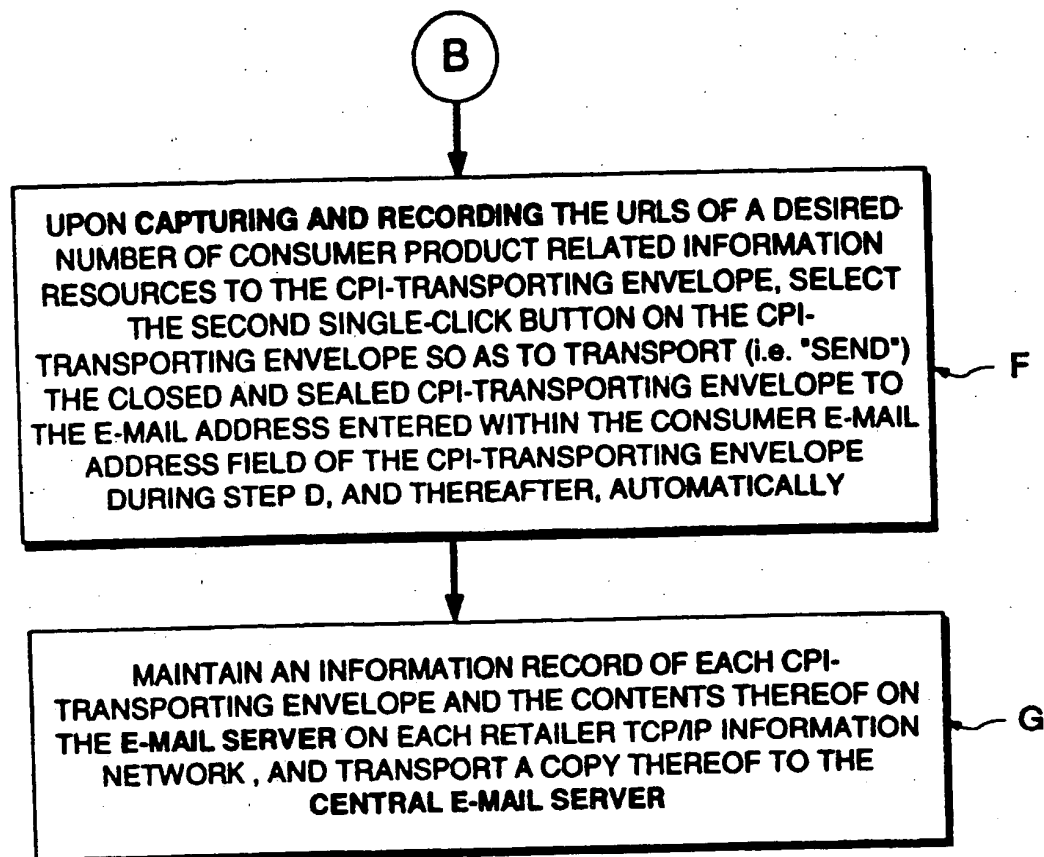 B
UPON CAPTURING AND RECORDING THE URLS OF A DESIRED
NUMBER OF CONSUMER PRODUCT RELATED INFORMATION
RESOURCES TO THE CPI-TRANSPORTING ENVELOPE, SELECT
THE SECOND SINGLE-CLICK BUTTON ON THE CPI-
TRANSPORTING ENVELOPE SO AS TO TRANSPORT (i.e. "SEND")
THE CLOSED AND SEALED CPI-TRANSPORTING ENVELOPE TO
THE E-MAIL ADDRESS ENTERED WITHIN THE CONSUMER E-MAIL
ADDRESS FIELD OF THE CPI-TRANSPORTING ENVELOPE
DURING STEP D, AND THEREAFTER, AUTOMATICALLY
F
MAINTAIN AN INFORMATION RECORD OF EACH CPI-
TRANSPORTING ENVELOPE AND THE CONTENTS THEREOF ON
THE E-MAIL SERVER ON EACH RETAILER TCP/IP INFORMATION
NETWORK , AND TRANSPORT A COPY THEREOF TO THE
CENTRAL E-MAIL SERVER
G